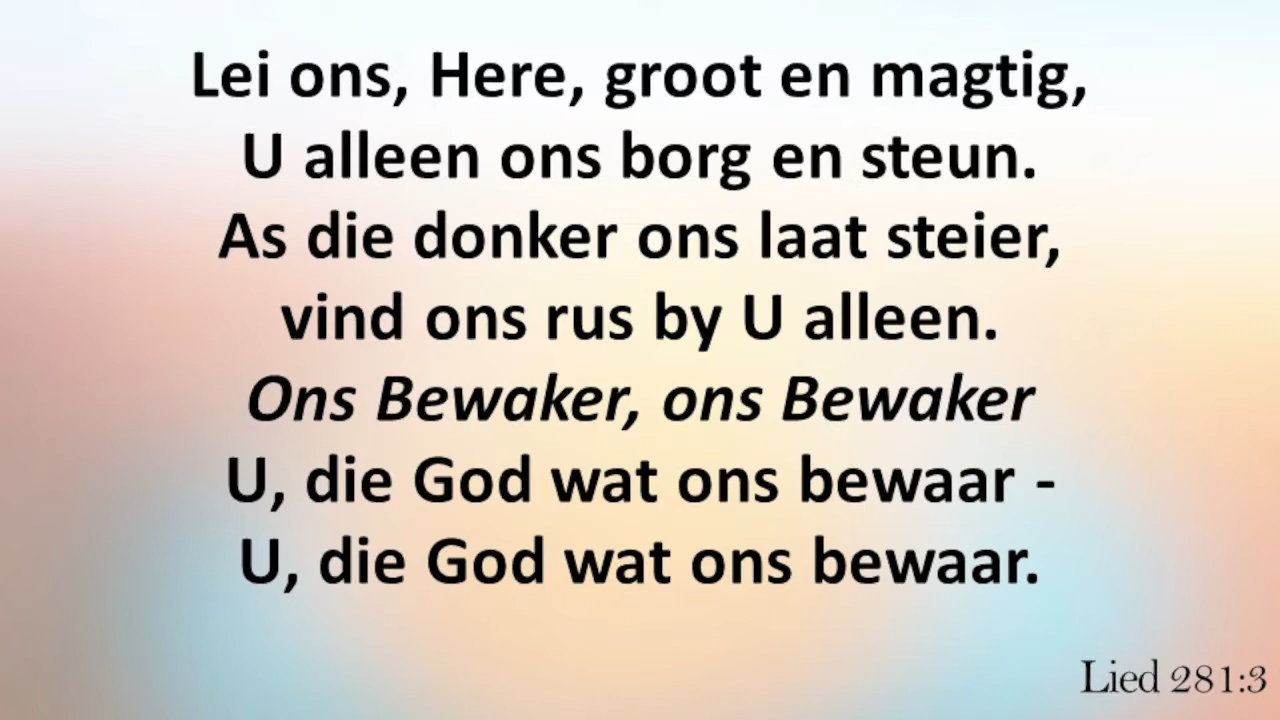 Lei ons, Here, groot en magtig,
U alleen ons borg en steun.
As die donker ons laat steier,
vind ons rus by U alleen.
Ons Bewaker, ons Bewaker
U, die God wat ons bewaar -
U, die God wat ons bewaar.
Lied 281:3